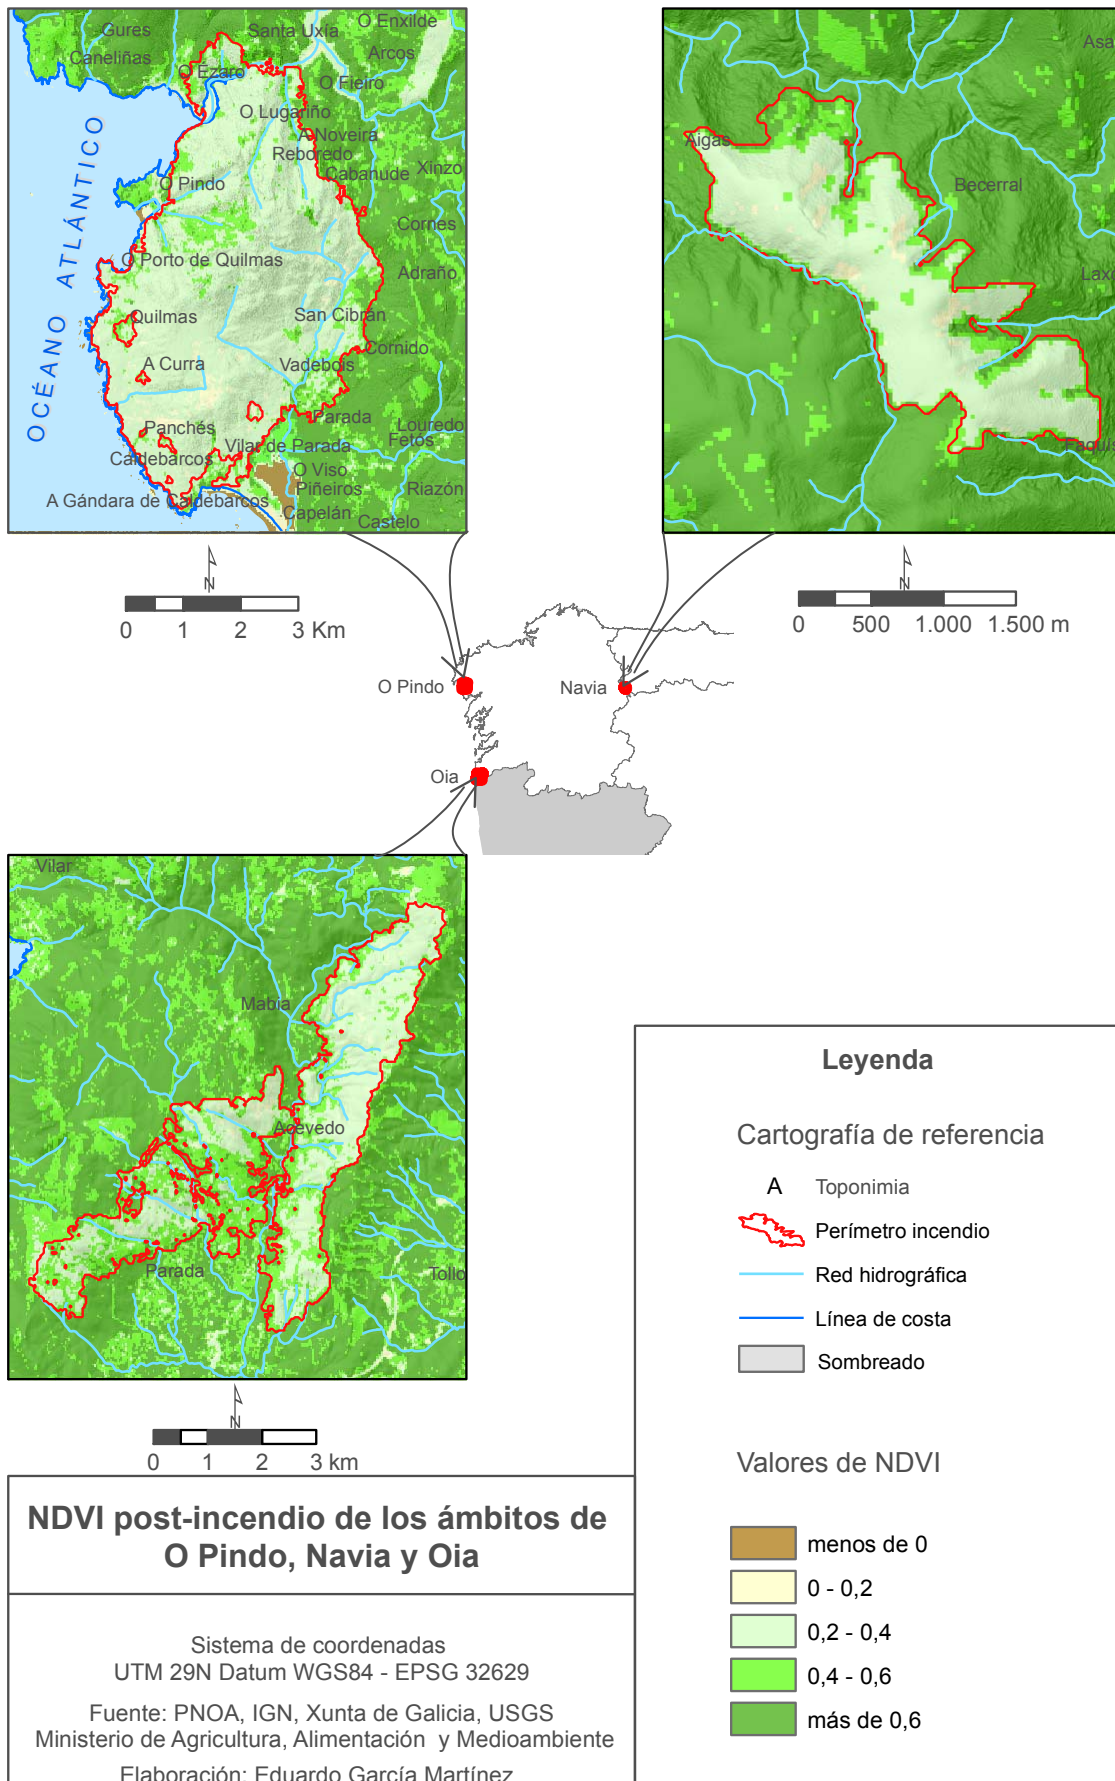 Gures
Santa Uxía
O Enxilde
Caneliñas
Arcos
O Ézaro
O Fieiro
O Lugariño
A Noveira
Reboredo
Xinzo
Cabanude
O Pindo
Cornes
O Porto de Quilmas
Adraño
Quilmas
San Cibrán
Cornido
A Curra
Vadebois
Parada
Louredo
Panchés
Fetós
Vilar de Parada
Caldebarcos
O Viso
Piñeiros
Riazón
A Gándara de Caldebarcos
Capelán
Castelo
OCÉANO ATLÁNTICO
N
0 1 2 3 Km
Aigas
Becerral
N
0 500 1.000 1.500 m
O Pindo
Navia
Oia
Vilar
Mabia
Acevedo
Parada
N
0 1 2 3 km
NDVI post-incendio de los ámbitos de
O Pindo, Navia y Oia
Sistema de coordenadas
UTM 29N Datum WGS84 - EPSG 32629
Fuente: PNOA, IGN, Xunta de Galicia, USGS
Ministerio de Agricultura, Alimentación y Medioambiente
Elaboración: Eduardo García Martínez
Leyenda
Cartografía de referencia
A Toponimia
Perímetro incendio
Red hidrográfica
Línea de costa
Sombreado
Valores de NDVI
menos de 0
0 - 0,2
0,2 - 0,4
0,4 - 0,6
más de 0,6